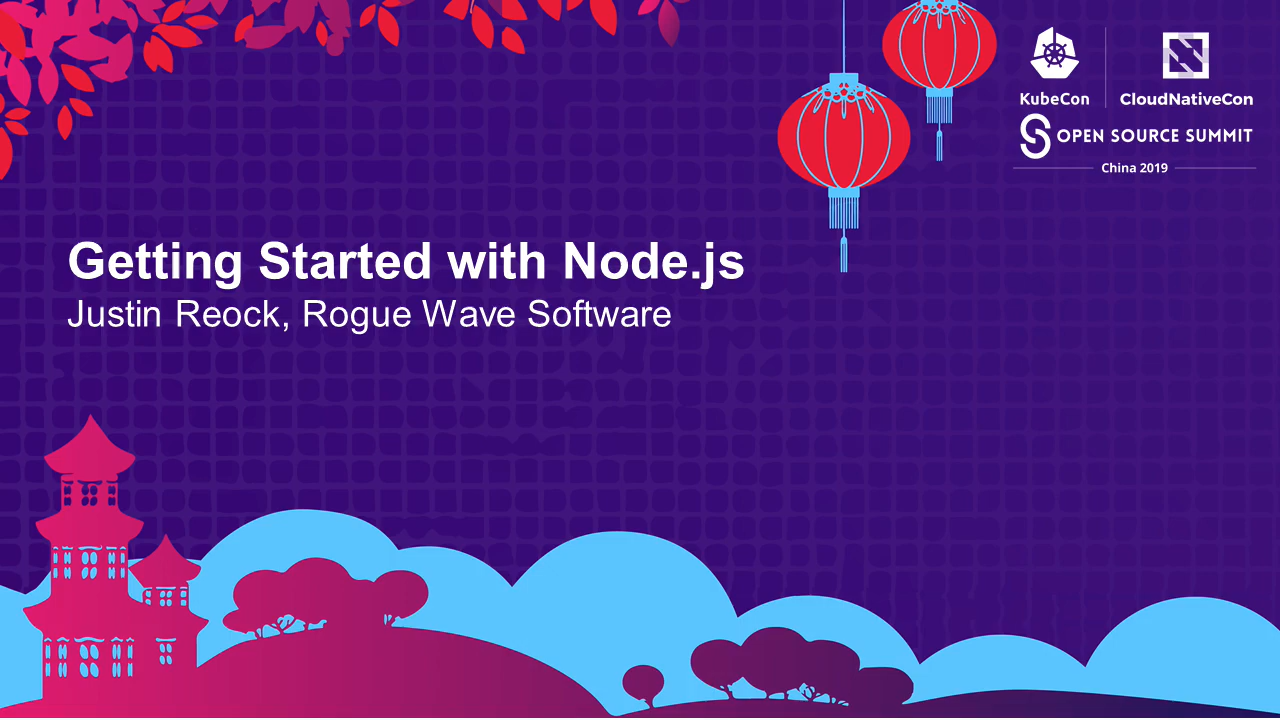 KubeCon
CloudNativeCon
OPEN SOURCE SUMMIT
China 2019
Getting Started with Node.js
Justin Reock, Rogue Wave Software